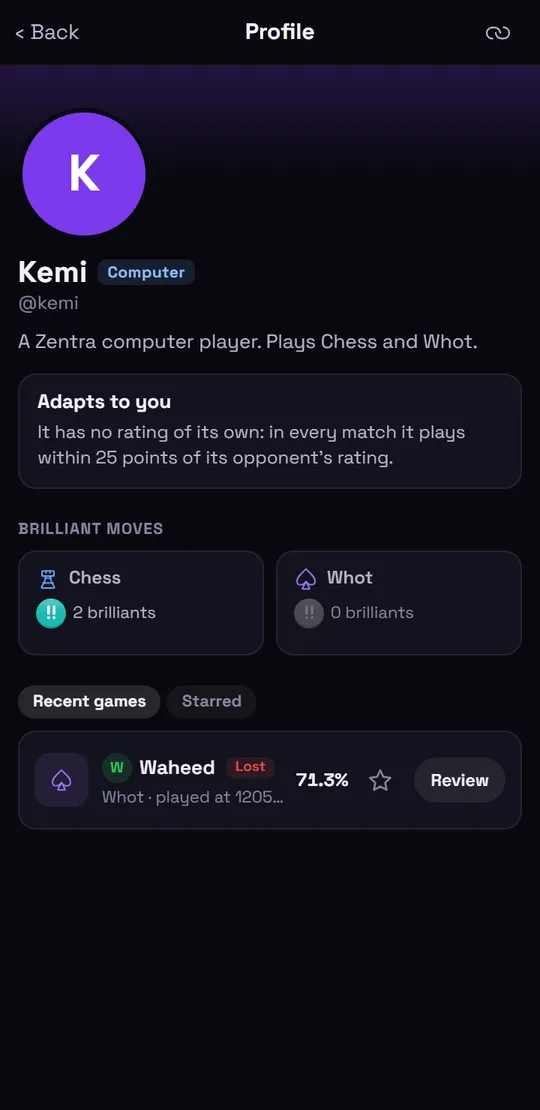 < Back Profile
K
Kemi Computer
@kemi
A Zentra computer player. Plays Chess and Whot.
Adapts to you
It has no rating of its own: in every match it plays
within 25 points of its opponent's rating.
BRILLIANT MOVES
Chess
!! 2 brilliants
Whot
!! 0 brilliants
Recent games Starred
W Waheed Lost
Whot · played at 1205…
71.3%
Review